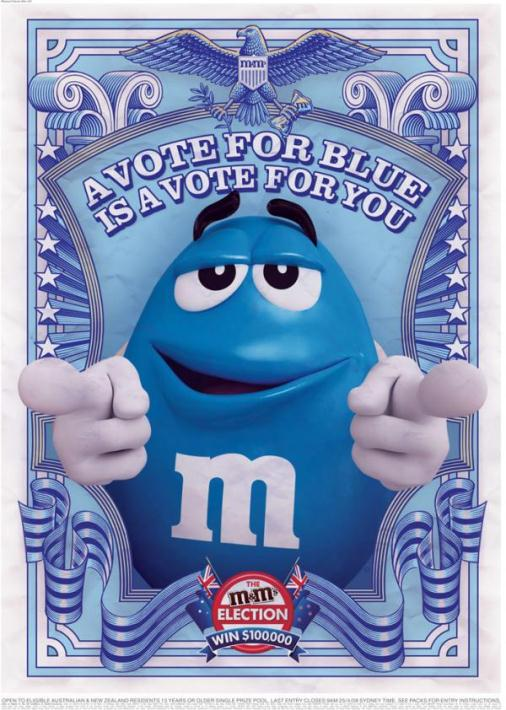 m&m's
A VOTE FOR BLUE
IS A VOTE FOR YOU
m
THE
m&m's
ELECTION
WIN $100,000
OPEN TO ELIGIBLE AUSTRALIAN & NEW ZEALAND RESIDENTS 13 YEARS OR OLDER SINGLE PRIZE POOL. LAST ENTRY CLOSES 9AM 25/4/08 SYDNEY TIME. SEE PACKS FOR ENTRY INSTRUCTIONS.